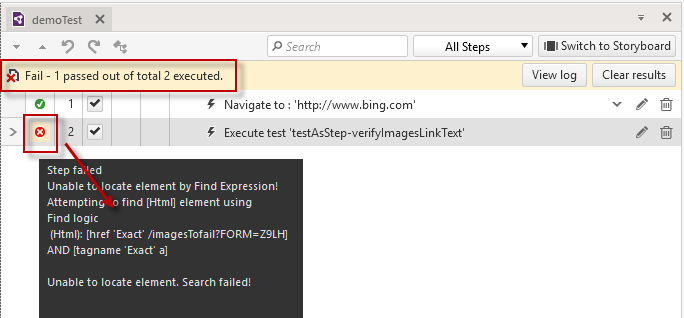 demoTest
Search
All Steps
Switch to Storyboard
Fail - 1 passed out of total 2 executed.
View log
Clear results
1
Navigate to : 'http://www.bing.com'
2
Execute test 'testAsStep-verifyImagesLinkText'
Step failed
Unable to locate element by Find Expression!
Attempting to find [Html] element using
Find logic
(Html): [href 'Exact' /imagesTofail?FORM=Z9LH]
AND [tagname 'Exact' a]
Unable to locate element. Search failed!